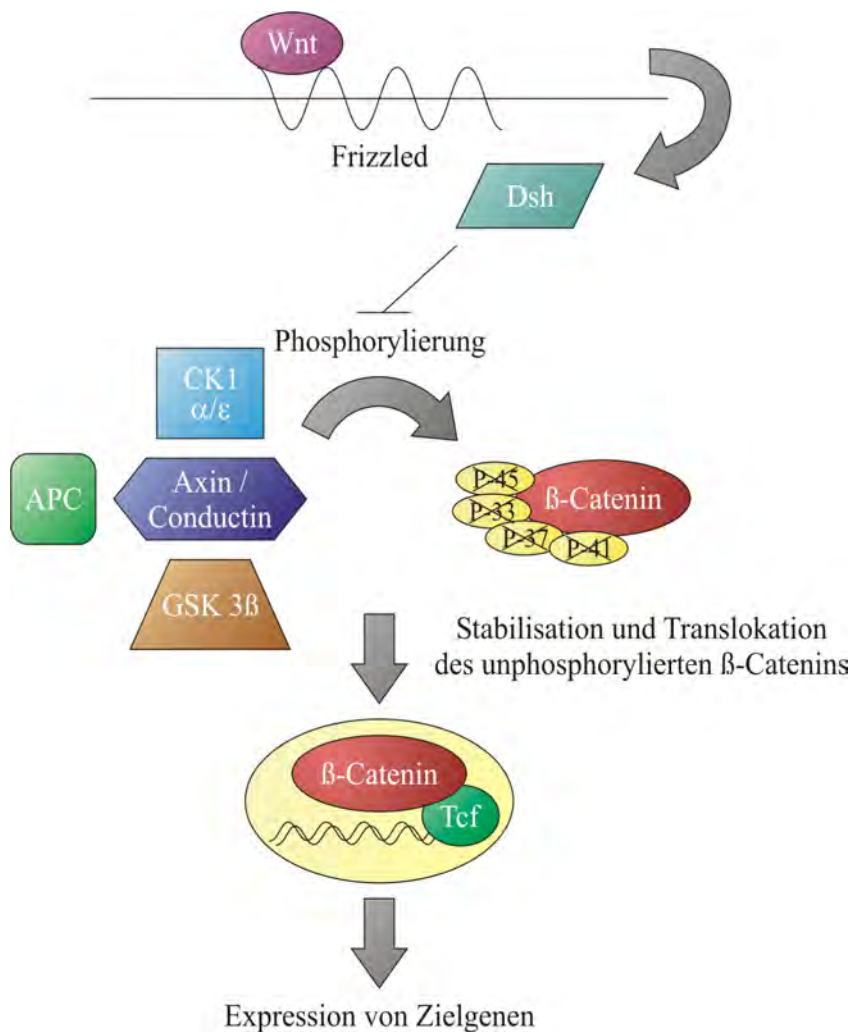 Wnt
Frizzled
Dsh
Phosphorylierung
CK1
α/ε
APC
Axin /
Conductin
GSK 3ß
P-45
P-33
P-37
P-41
ß-Catenin
Stabilisation und Translokation
des unphosphorylierten ß-Catenins
ß-Catenin
Tcf
Expression von Zielgenen